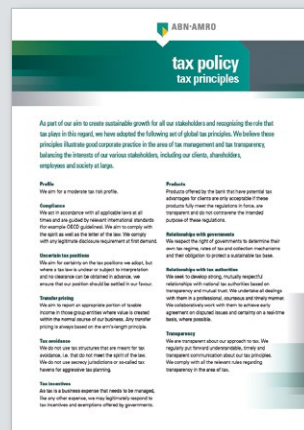 ABN·AMRO
tax policy
tax principles
As part of our aim to create sustainable growth for all our stakeholders and recognising the role that
tax plays in this regard, we have adopted the following set of global tax principles. We believe these
principles illustrate good corporate practice in the area of tax management and tax transparency,
balancing the interests of our various stakeholders, including our clients, shareholders,
employees and society at large.
Profile
We aim for a moderate tax risk profile.
Compliance
We act in accordance with all applicable laws at all
times and are guided by relevant international standards
(for example OECD guidelines). We aim to comply with
the spirit as well as the letter of the law. We comply
with any legitimate disclosure requirement at first demand.
Uncertain tax positions
We aim for certainty on the tax positions we adopt, but
where a tax law is unclear or subject to interpretation
and no clearance can be obtained in advance, we
ensure that our position should be settled in our favour.
Transfer pricing
We aim to report an appropriate portion of taxable
income in those group entities where value is created
within the normal course of our business. Any transfer
pricing is always based on the arm's-length principle.
Tax avoidance
We do not use tax structures that are meant for tax
avoidance, i.e. that do not meet the spirit of the law.
We do not use secrecy jurisdictions or so-called tax
havens for aggressive tax planning.
Tax incentives
As tax is a business expense that needs to be managed,
like any other expense, we may legitimately respond to
tax incentives and exemptions offered by governments.
Products
Products offered by the bank that have potential tax
advantages for clients are only acceptable if these
products fully meet the regulations in force, are
transparent and do not contravene the intended
purpose of these regulations.
Relationships with governments
We respect the right of governments to determine their
own tax regime, rates of tax and collection mechanisms
and their obligation to protect a sustainable tax base.
Relationships with tax authorities
We seek to develop strong, mutually respectful
relationships with national tax authorities based on
transparency and mutual trust. We undertake all dealings
with them in a professional, courteous and timely manner.
We collaboratively work with them to achieve early
agreement on disputed issues and certainty on a real-time
basis, where possible.
Transparency
We are transparent about our approach to tax. We
regularly put forward understandable, timely and
transparent communication about our tax principles.
We comply with all the relevant rules regarding
transparency in the area of tax.